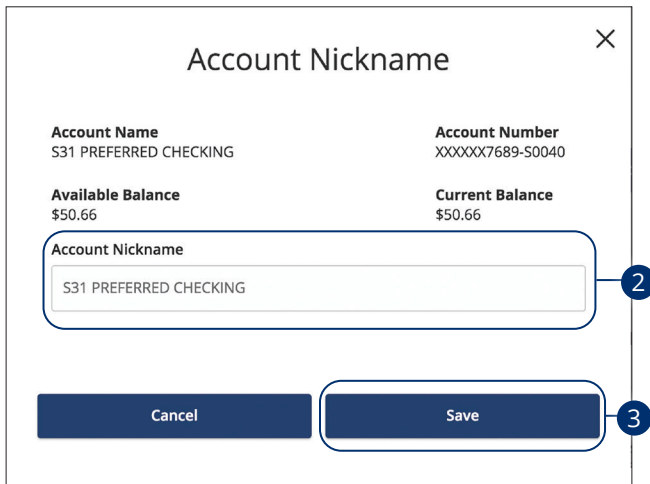 Account Nickname
Account Name
Account Number
S31 PREFERRED CHECKING
XXXXXX7689-S0040
Available Balance
Current Balance
$50.66
$50.66
Account Nickname
S31 PREFERRED CHECKING
2
Cancel
Save
3